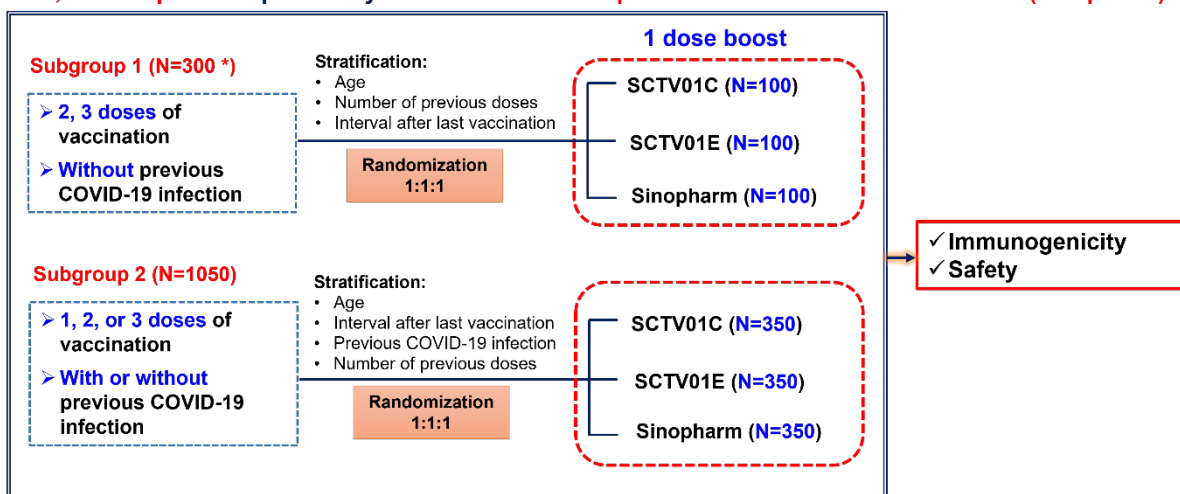 1 dose boost
Subgroup 1 (N=300 *)
➢ 2, 3 doses of
vaccination
➢ Without previous
COVID-19 infection
Stratification:
• Age
• Number of previous doses
• Interval after last vaccination
Randomization
1:1:1
SCTV01C (N=100)
SCTV01E (N=100)
Sinopharm (N=100)
Subgroup 2 (N=1050)
➢ 1, 2, or 3 doses of
vaccination
➢ With or without
previous COVID-19
infection
Stratification:
• Age
• Interval after last vaccination
• Previous COVID-19 infection
• Number of previous doses
Randomization
1:1:1
SCTV01C (N=350)
SCTV01E (N=350)
Sinopharm (N=350)
✓ Immunogenicity
✓ Safety